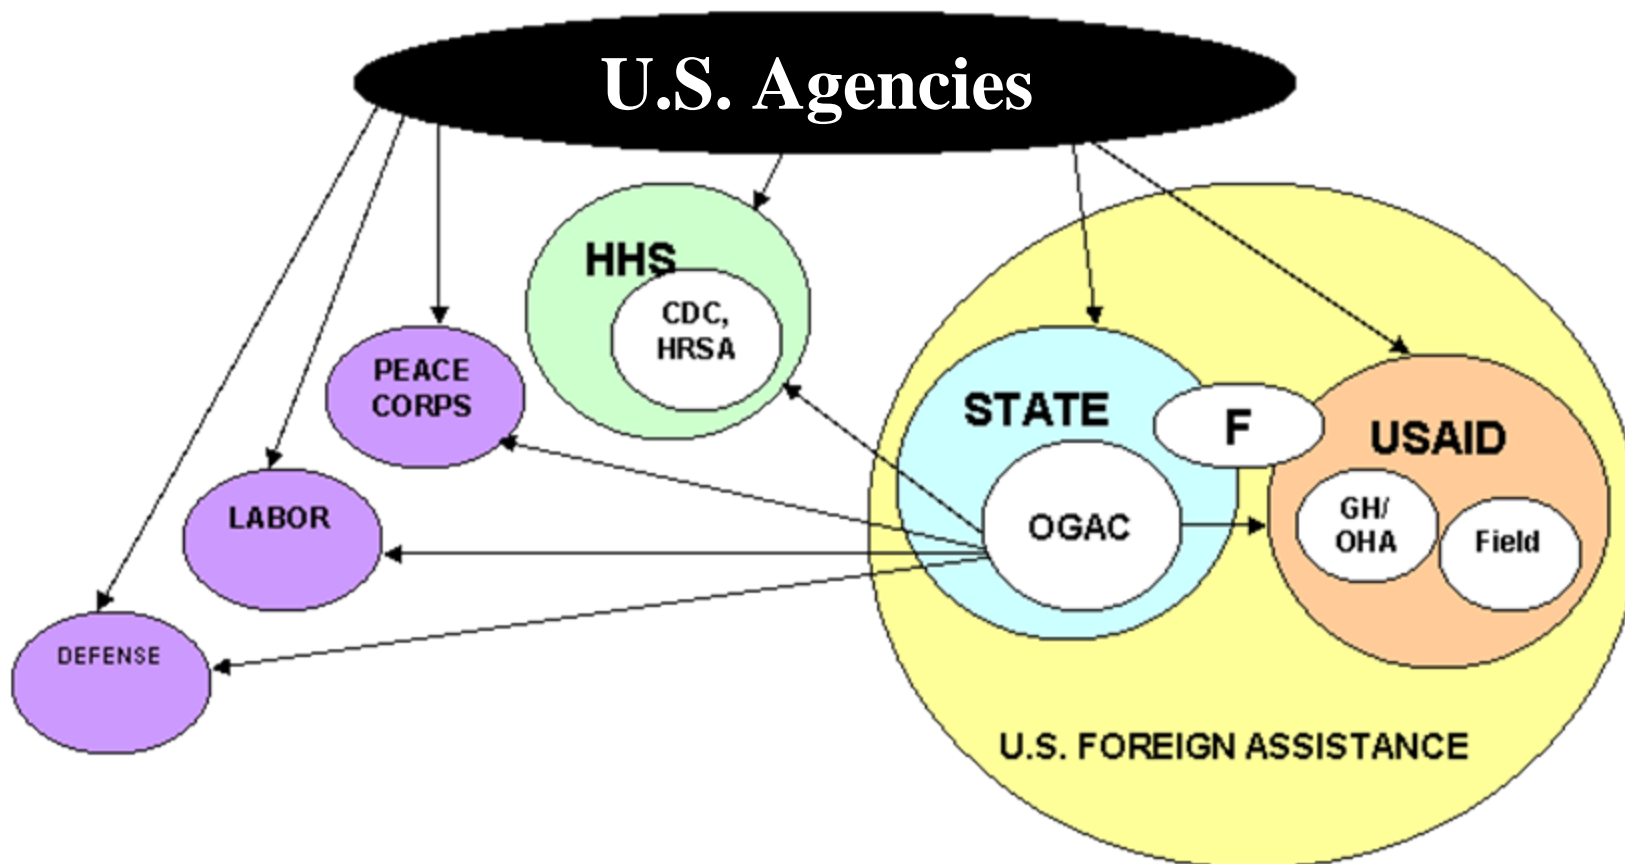 U.S. Agencies
HHS
CDC,
HRSA
PEACE
CORPS
STATE
F
USAID
LABOR
OGAC
GH/
OHA
Field
DEFENSE
U.S. FOREIGN ASSISTANCE